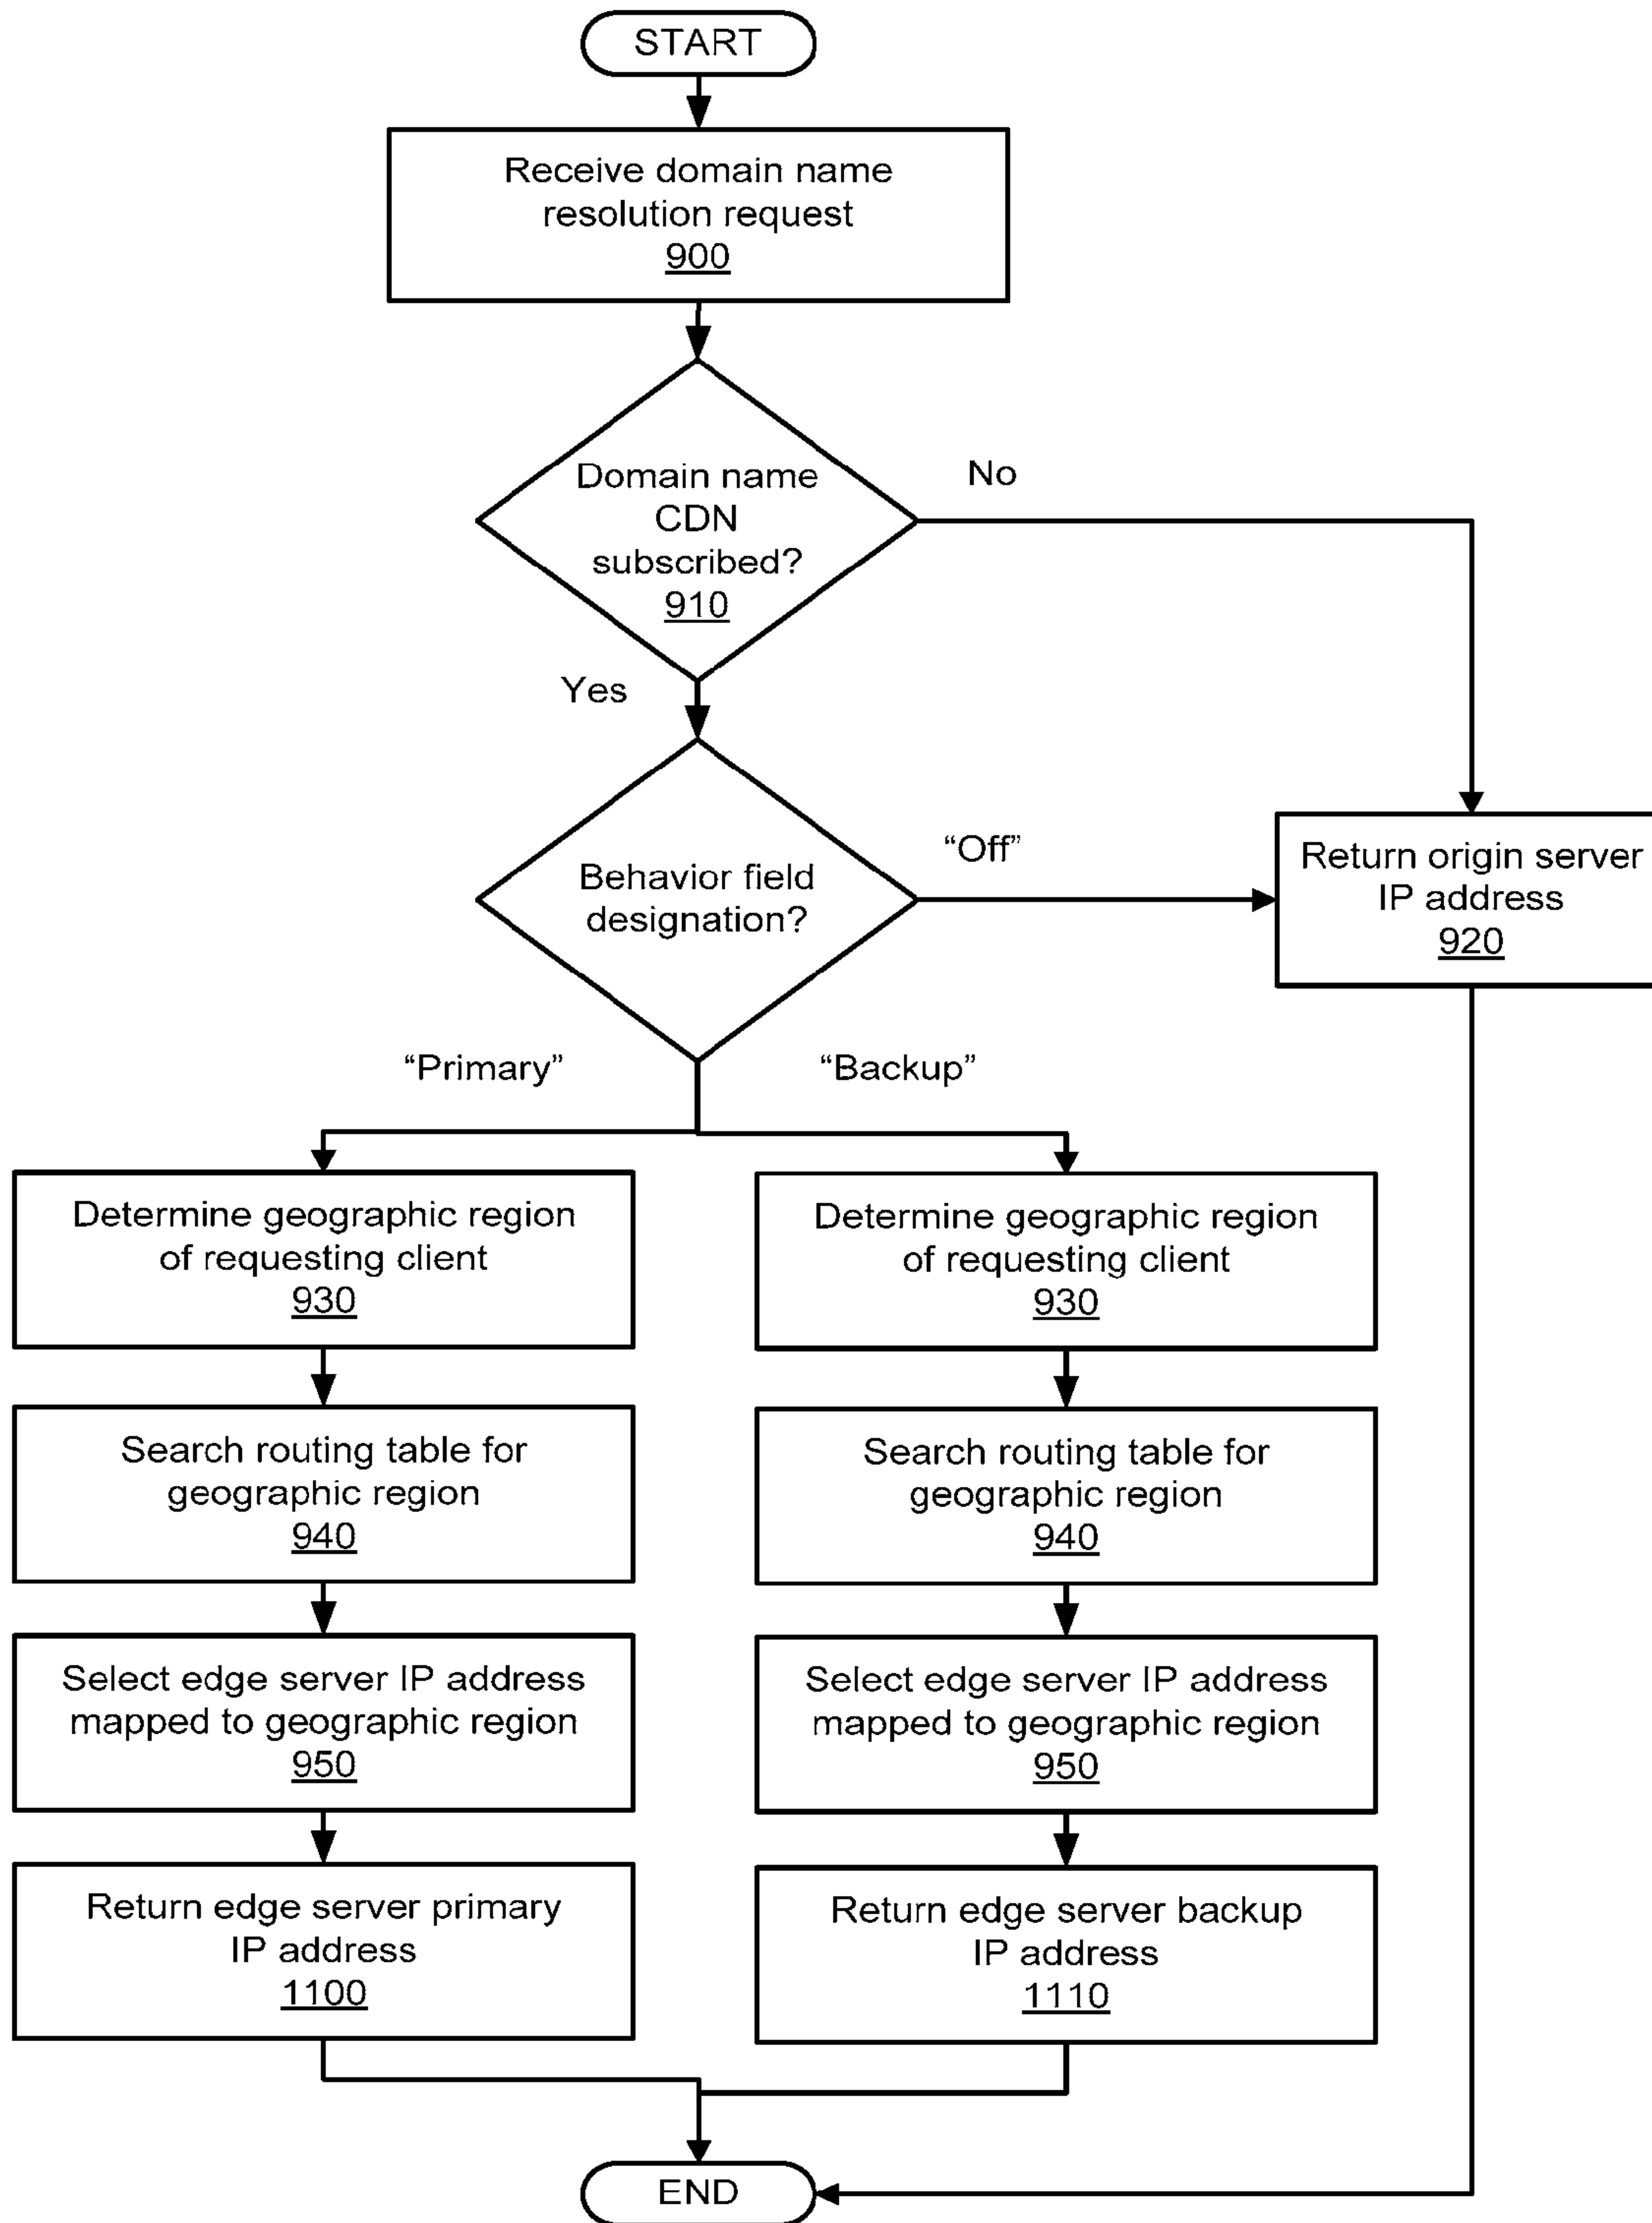 START
Receive domain name
resolution request
900
Domain name
CDN
subscribed?
910
No
Yes
Behavior field
designation?
“Off”
Return origin server
IP address
920
“Primary”
“Backup”
Determine geographic region
of requesting client
930
Determine geographic region
of requesting client
930
Search routing table for
geographic region
940
Search routing table for
geographic region
940
Select edge server IP address
mapped to geographic region
950
Select edge server IP address
mapped to geographic region
950
Return edge server primary
IP address
1100
Return edge server backup
IP address
1110
END